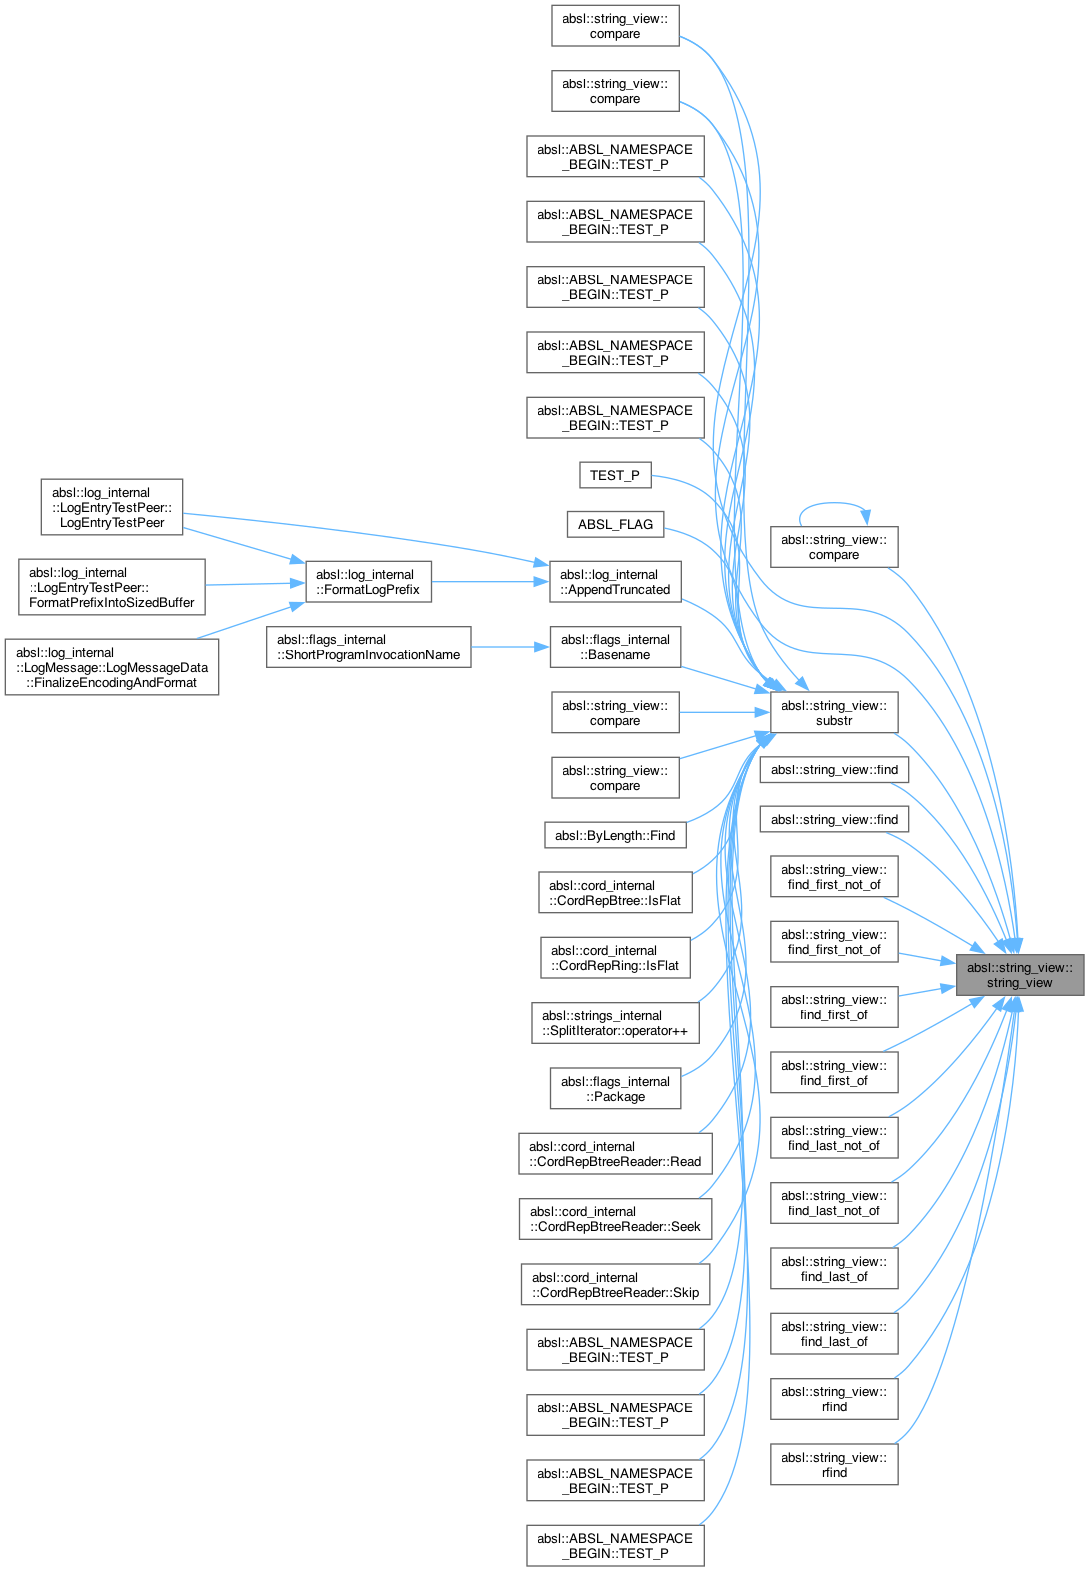 absl::string_view::
compare
absl::string_view::
compare
absl::ABSL_NAMESPACE
_BEGIN::TEST_P
absl::ABSL_NAMESPACE
_BEGIN::TEST_P
absl::ABSL_NAMESPACE
_BEGIN::TEST_P
absl::ABSL_NAMESPACE
_BEGIN::TEST_P
absl::ABSL_NAMESPACE
_BEGIN::TEST_P
TEST_P
ABSL_FLAG
absl::log_internal
::LogEntryTestPeer::
LogEntryTestPeer
absl::log_internal
::LogEntryTestPeer::
FormatPrefixIntoSizedBuffer
absl::log_internal
::LogMessage::LogMessageData
::FinalizeEncodingAndFormat
absl::log_internal
::FormatLogPrefix
absl::flags_internal
::ShortProgramInvocationName
absl::log_internal
::AppendTruncated
absl::flags_internal
::Basename
absl::string_view::
compare
absl::string_view::
compare
absl::ByLength::Find
absl::cord_internal
::CordRepBtree::IsFlat
absl::cord_internal
::CordRepRing::IsFlat
absl::strings_internal
::SplitIterator::operator++
absl::flags_internal
::Package
absl::cord_internal
::CordRepBtreeReader::Read
absl::cord_internal
::CordRepBtreeReader::Seek
absl::cord_internal
::CordRepBtreeReader::Skip
absl::ABSL_NAMESPACE
_BEGIN::TEST_P
absl::ABSL_NAMESPACE
_BEGIN::TEST_P
absl::ABSL_NAMESPACE
_BEGIN::TEST_P
absl::ABSL_NAMESPACE
_BEGIN::TEST_P
absl::string_view::
compare
absl::string_view::
substr
absl::string_view::find
absl::string_view::find
absl::string_view::
find_first_not_of
absl::string_view::
find_first_not_of
absl::string_view::
find_first_of
absl::string_view::
find_first_of
absl::string_view::
find_last_not_of
absl::string_view::
find_last_not_of
absl::string_view::
find_last_of
absl::string_view::
find_last_of
absl::string_view::
rfind
absl::string_view::
rfind
absl::string_view::
string_view